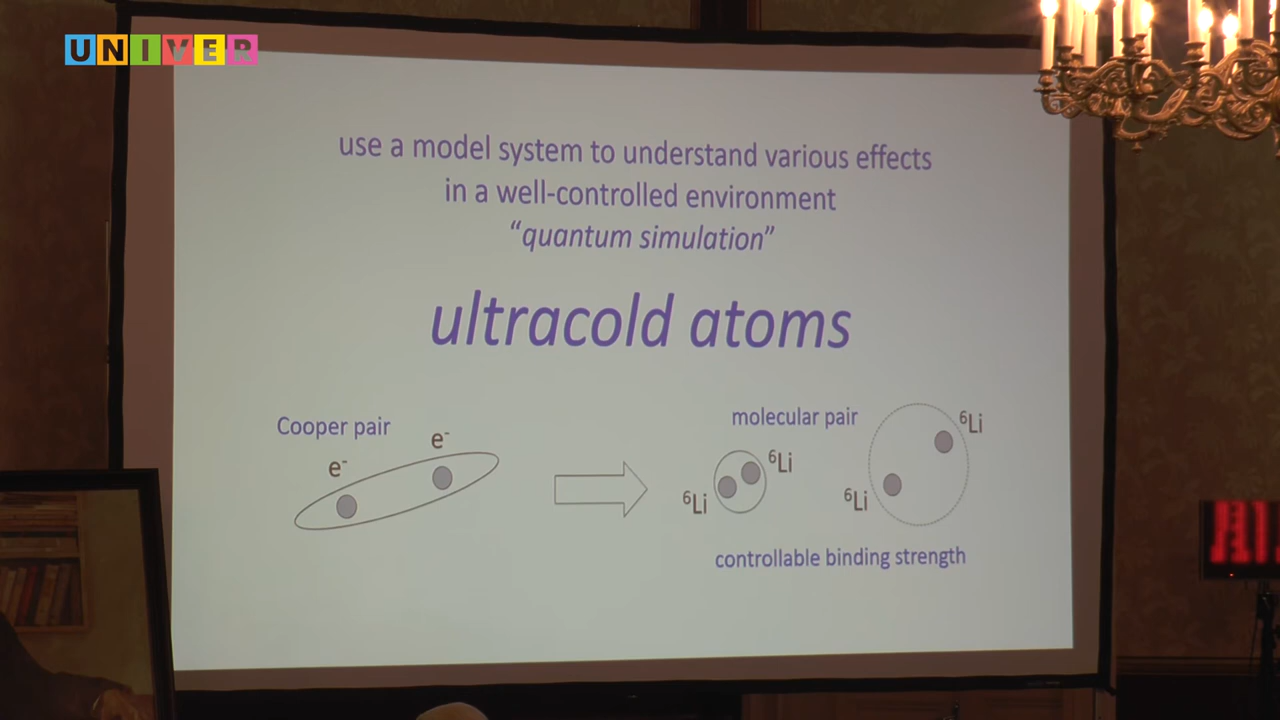 UNIVER
use a model system to understand various effects
in a well-controlled environment
“quantum simulation”
ultracold atoms
Cooper pair
e⁻
e⁻
molecular pair
⁶Li
⁶Li
⁶Li
⁶Li
controllable binding strength